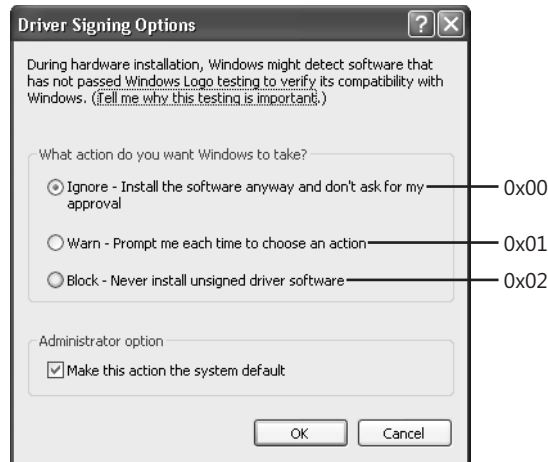 Driver Signing Options
During hardware installation, Windows might detect software that
has not passed Windows Logo testing to verify its compatibility with
Windows. (Tell me why this testing is important.)
What action do you want Windows to take?
Ignore - Install the software anyway and don't ask for my
approval
0x00
Warn - Prompt me each time to choose an action
0x01
Block - Never install unsigned driver software
0x02
Administrator option
Make this action the system default
OK
Cancel